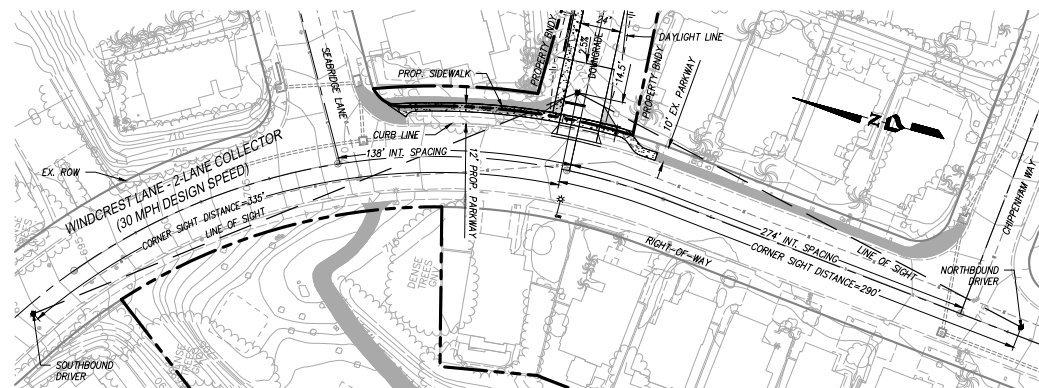 SEABRIDGE LANE
PROP. SIDEWALK
PROPERTY BNDY
2.5%
DOWNGRADE
14.5'
DAYLIGHT LINE
PROPERTY BNDY
10' EX. PARKWAY
N
CURB LINE
138' INT. SPACING
12' PROP. PARKWAY
710
705
EX. ROW
WINDCREST LANE - 2-LANE COLLECTOR
(30 MPH DESIGN SPEED)
CORNER SIGHT DISTANCE=335'
LINE OF SIGHT
274' INT. SPACING
LINE OF SIGHT
CORNER SIGHT DISTANCE=290'
RIGHT-OF-WAY
CHIPPENHAM WAY
NORTHBOUND
DRIVER
DENSE
TREES
GNV
SOUTHBOUND
DRIVER